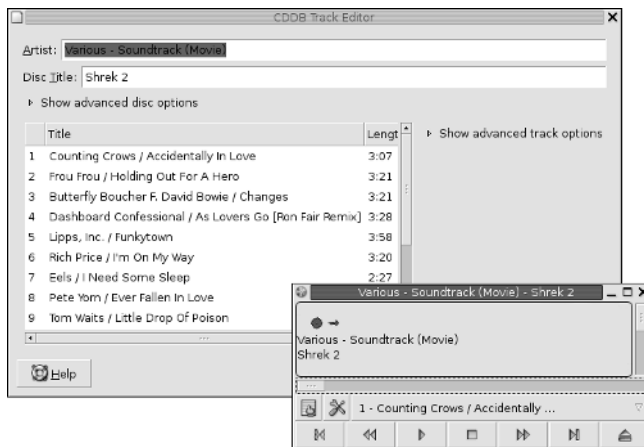 CDDB Track Editor
Artist: Various - Soundtrack (Movie)
Disc Title: Shrek 2
Show advanced disc options
Title Lengt
Show advanced track options
1 Counting Crows / Accidentally In Love 3:07
2 Frou Frou / Holding Out For A Hero 3:21
3 Butterfly Boucher F. David Bowie / Changes 3:21
4 Dashboard Confessional / As Lovers Go [Ron Fair Remix] 3:28
5 Lipps, Inc. / Funkytown 3:58
6 Rich Price / I'm On My Way 3:20
7 Eels / I Need Some Sleep 2:27
8 Pete Yorn / Ever Fallen In Love
9 Tom Waits / Little Drop Of Poison
Help
Various - Soundtrack (Movie) - Shrek 2
Various - Soundtrack (Movie)
Shrek 2
1 - Counting Crows / Accidentally ...